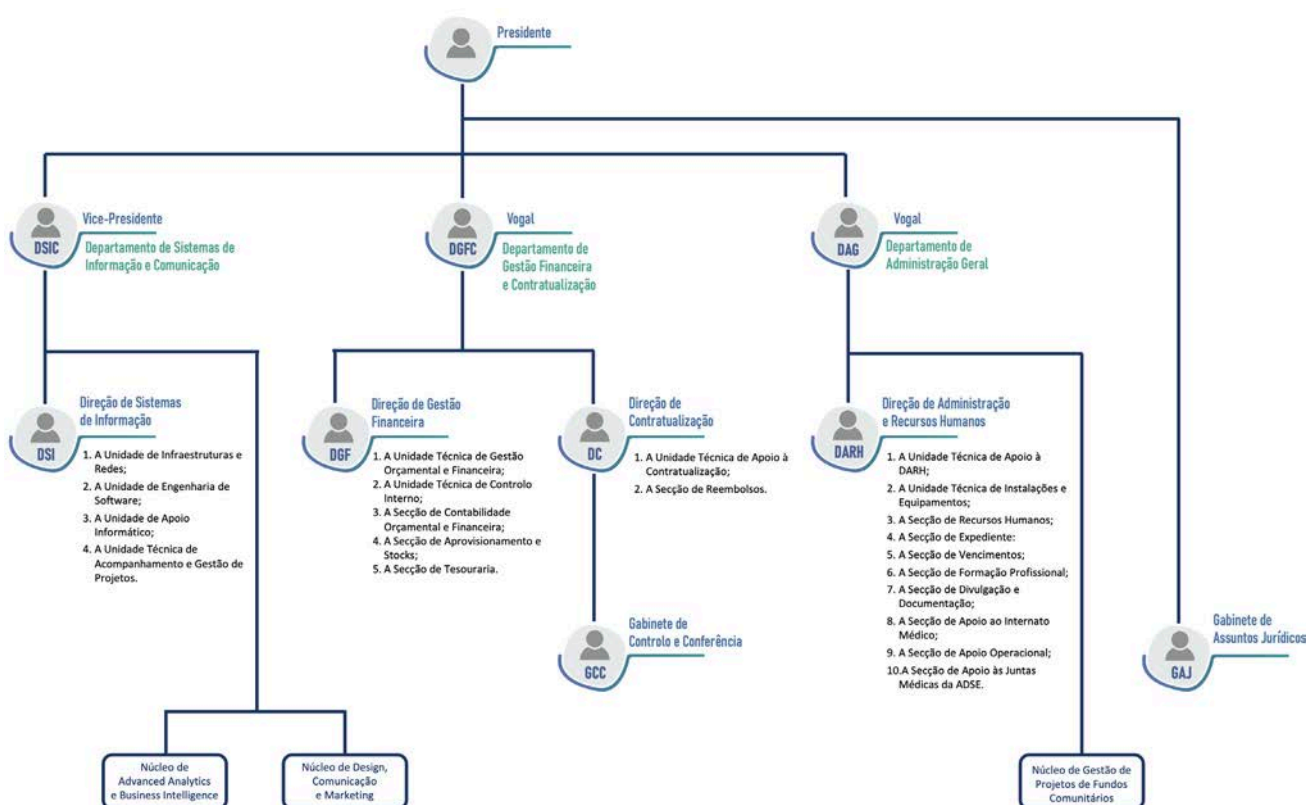 Presidente
Vice-Presidente
DSIC
Departamento de Sistemas de
Informação e Comunicação
Vogal
DGFC
Departamento de
Gestão Financeira
e Contratualização
Vogal
DAG
Departamento de
Administração Geral
Direção de Sistemas
de Informação
DSI
1. A Unidade de Infraestruturas e
Redes;
2. A Unidade de Engenharia de
Software;
3. A Unidade de Apoio
Informático;
4. A Unidade Técnica de
Acompanhamento e Gestão de
Projetos.
Direção de Gestão
Financeira
DGF
1. A Unidade Técnica de Gestão
Orçamental e Financeira;
2. A Unidade Técnica de Controlo
Interno;
3. A Secção de Contabilidade
Orçamental e Financeira;
4. A Secção de Aprovisionamento e
Stocks;
5. A Secção de Tesouraria.
Direção de
Contratualização
DC
1. A Unidade Técnica de Apoio à
Contratualização;
2. A Secção de Reembolsos.
Direção de Administração
e Recursos Humanos
DARH
1. A Unidade Técnica de Apoio à
DARH;
2. A Unidade Técnica de Instalações e
Equipamentos;
3. A Secção de Recursos Humanos;
4. A Secção de Expediente:
5. A Secção de Vencimentos;
6. A Secção de Formação Profissional;
7. A Secção de Divulgação e
Documentação;
8. A Secção de Apoio ao Internato
Médico;
9. A Secção de Apoio Operacional;
10.A Secção de Apoio às Juntas
Médicas da ADSE.
Gabinete de
Controlo e Conferência
GCC
Gabinete de
Assuntos Jurídicos
GAJ
Núcleo de
Advanced Analytics
e Business Intelligence
Núcleo de Design,
Comunicação
e Marketing
Núcleo de Gestão de
Projetos de Fundos
Comunitários